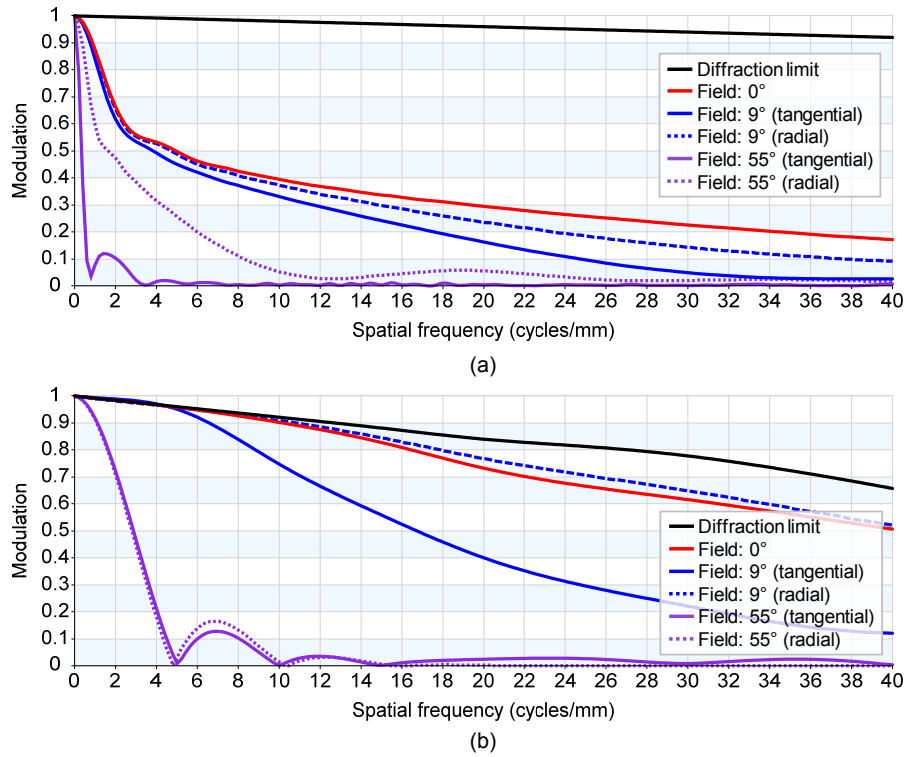 1
0.9
0.8
0.7
0.6
0.5
0.4
0.3
0.2
0.1
0
Modulation
Diffraction limit
Field: 0°
Field: 9° (tangential)
Field: 9° (radial)
Field: 55° (tangential)
Field: 55° (radial)
0 2 4 6 8 10 12 14 16 18 20 22 24 26 28 30 32 34 36 38 40
Spatial frequency (cycles/mm)
(a)
1
0.9
0.8
0.7
0.6
0.5
0.4
0.3
0.2
0.1
0
Modulation
Diffraction limit
Field: 0°
Field: 9° (tangential)
Field: 9° (radial)
Field: 55° (tangential)
Field: 55° (radial)
0 2 4 6 8 10 12 14 16 18 20 22 24 26 28 30 32 34 36 38 40
Spatial frequency (cycles/mm)
(b)